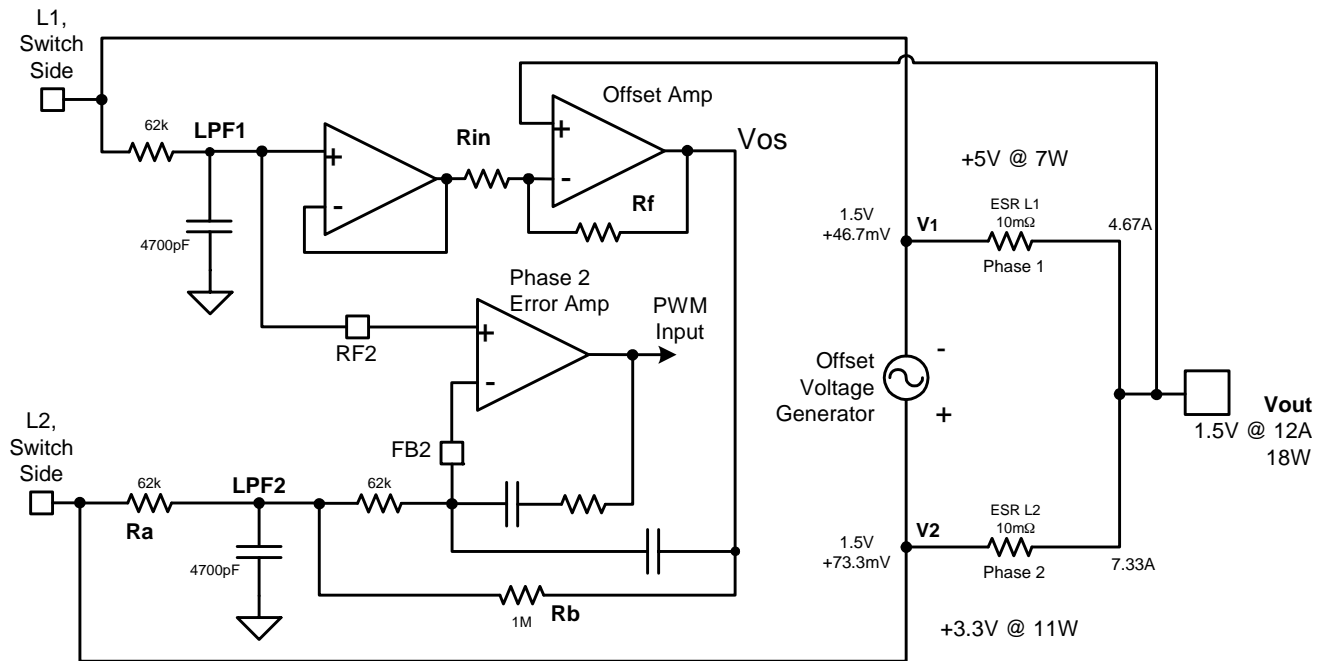 L1,
Switch
Side
62k
LPF1
4700pF
+
-
Rin
Offset Amp
+
-
Rf
Vos
Phase 2
Error Amp
+
-
RF2
PWM
Input
FB2
L2,
Switch
Side
62k
Ra
LPF2
62k
4700pF
1M
Rb
+5V @ 7W
1.5V
+46.7mV
V1
ESR L1
10mΩ
Phase 1
4.67A
Offset
Voltage
Generator
-
+
Vout
1.5V @ 12A
18W
1.5V
+73.3mV
V2
ESR L2
10mΩ
Phase 2
7.33A
+3.3V @ 11W